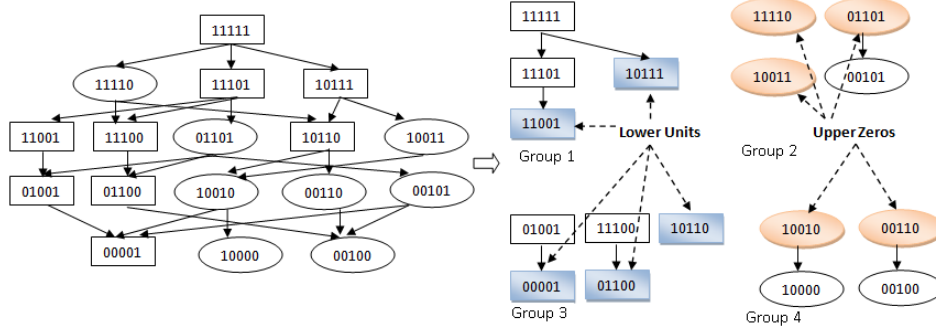 11111
11110 11101 10111
11001 11100 01101 10110 10011
01001 01100 10010 00110 00101
00001 10000 00100
11111
11101 10111
11001
Lower Units
Group 1
01001 11100 10110
00001 01100
Group 3
11110 01101
10011 00101
Upper Zeros
Group 2
10010 00110
10000 00100
Group 4